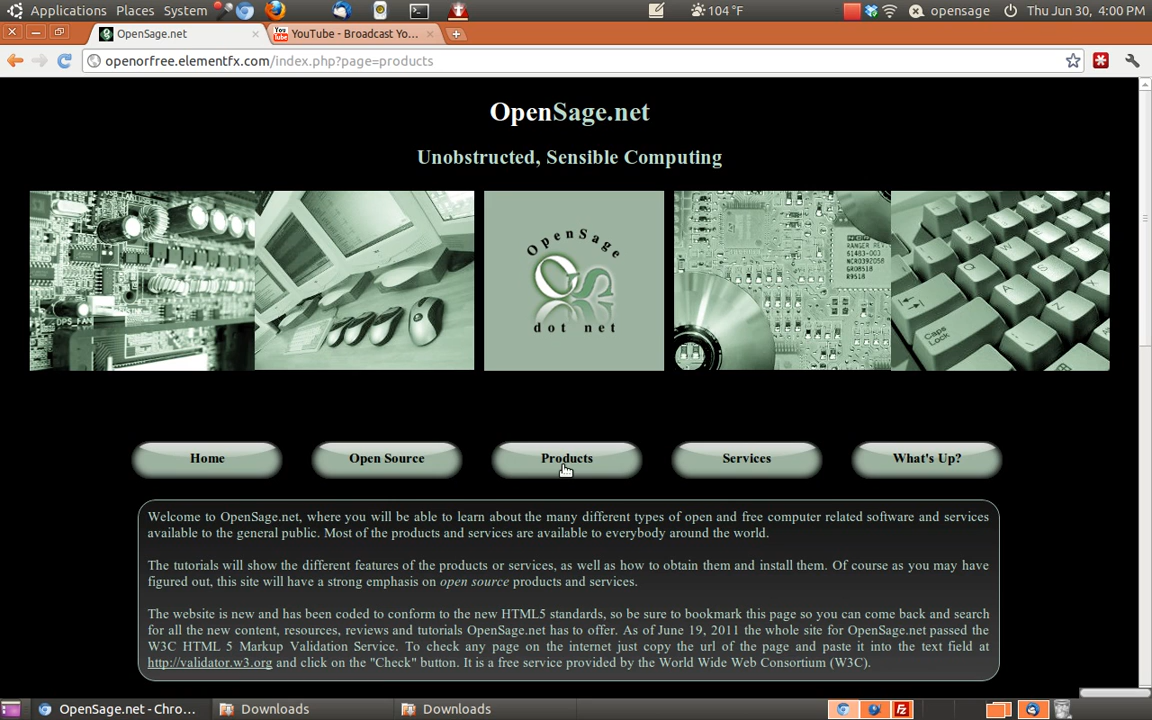 Applications Places System 104 °F opensage Thu Jun 30, 4:00 PM
OpenSage.net YouTube - Broadcast Yo...
openorfree.elementfx.com/index.php?page=products
OpenSage.net
Unobstructed, Sensible Computing
OpenSage
dot net
RANGER REV
61483-003
NCR0392058
GR08518
R9518
Caps
Lock
Q
A
S
D
Z
X
Home Open Source Products Services What's Up?
Welcome to OpenSage.net, where you will be able to learn about the many different types of open and free computer related software and services
available to the general public. Most of the products and services are available to everybody around the world.
The tutorials will show the different features of the products or services, as well as how to obtain them and install them. Of course as you may have
figured out, this site will have a strong emphasis on open source products and services.
The website is new and has been coded to conform to the new HTML5 standards, so be sure to bookmark this page so you can come back and search
for all the new content, resources, reviews and tutorials OpenSage.net has to offer. As of June 19, 2011 the whole site for OpenSage.net passed the
W3C HTML 5 Markup Validation Service. To check any page on the internet just copy the url of the page and paste it into the text field at
http://validator.w3.org and click on the "Check" button. It is a free service provided by the World Wide Web Consortium (W3C).
OpenSage.net - Chro... Downloads Downloads